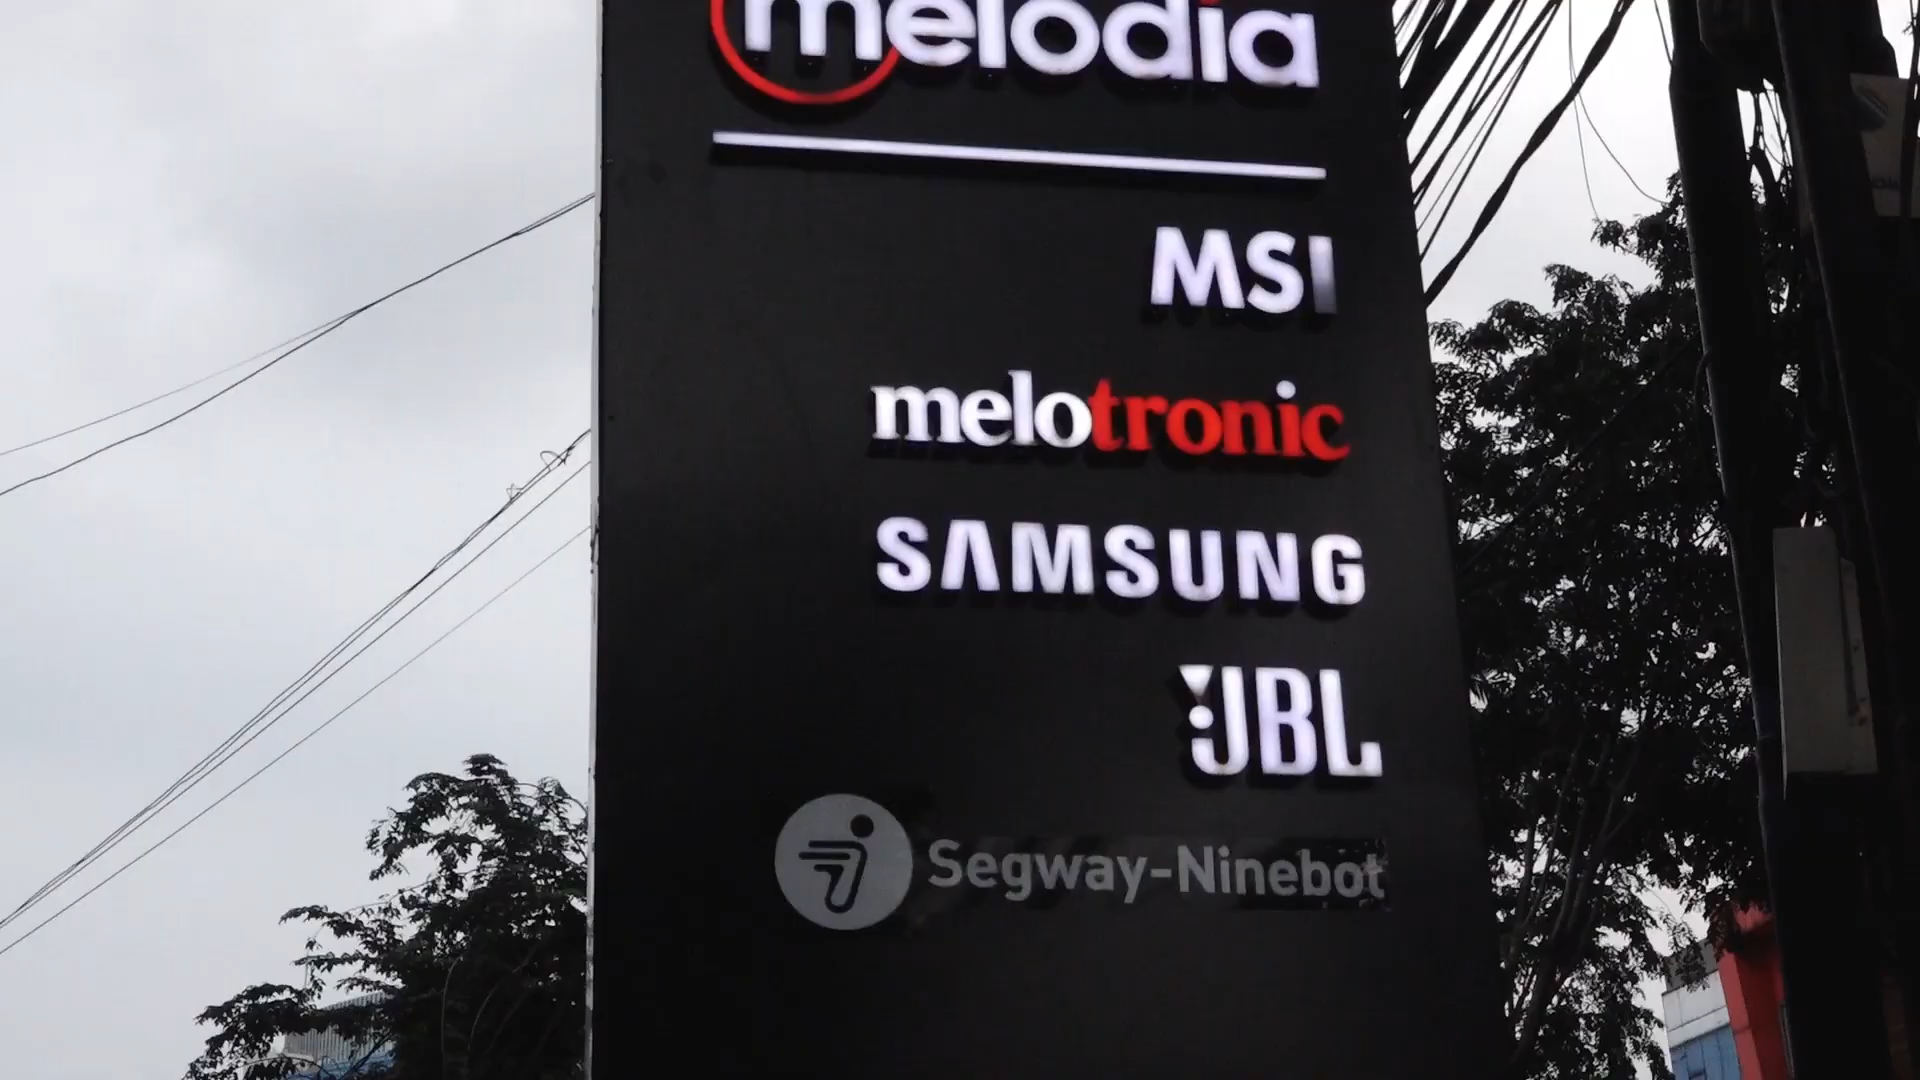 melodia
MSI
melotronic
SAMSUNG
JBL
Segway-Ninebot